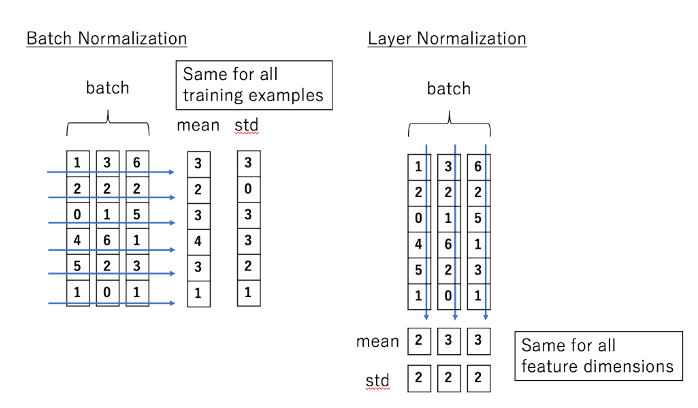 Batch Normalization
Same for all
training examples
batch
mean std
1 3 6 3 3
2 2 2 2 0
0 1 5 3 3
4 6 1 4 3
5 2 3 3 2
1 0 1 1 1
Layer Normalization
batch
1 3 6
2 2 2
0 1 5
4 6 1
5 2 3
1 0 1
mean 2 3 3
std 2 2 2
Same for all
feature dimensions